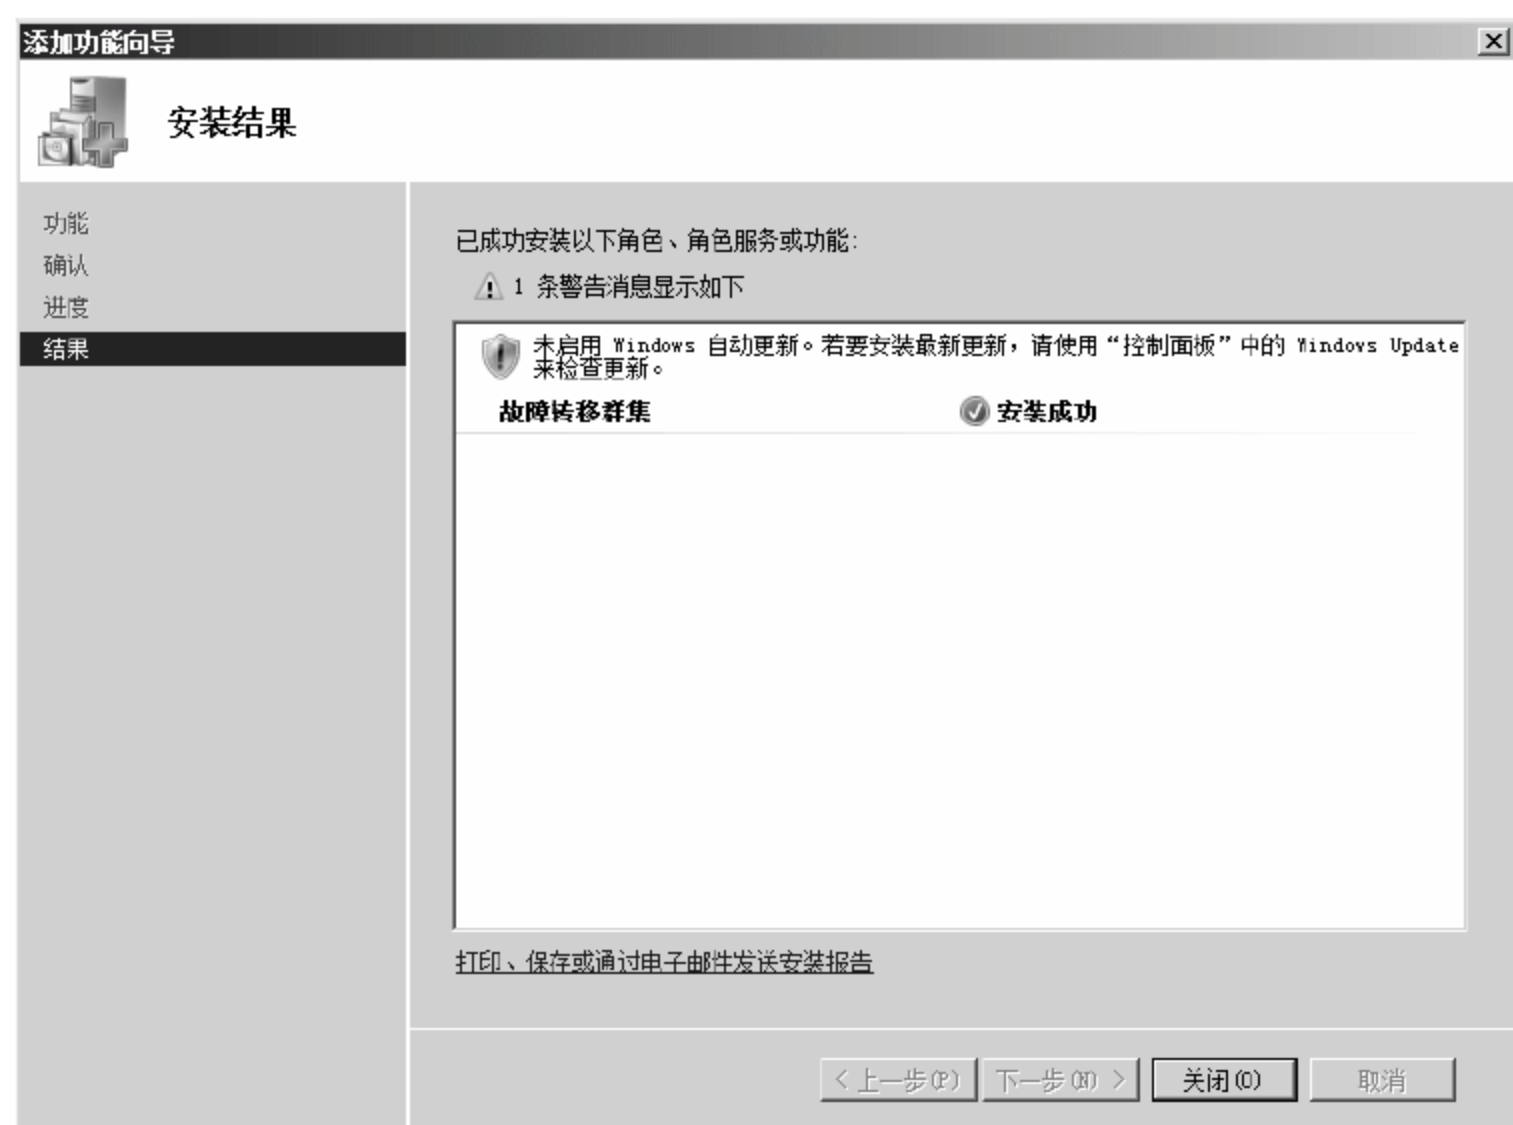 添加功能向导
安装结果
功能
确认
进度
结果
已成功安装以下角色、角色服务或功能:
1 条警告消息显示如下
未启用 Windows 自动更新。若要安装最新更新，请使用“控制面板”中的 Windows Update
来检查更新。
故障转移群集 安装成功
打印、保存或通过电子邮件发送安装报告
< 上一步(P) 下一步(N) > 关闭(O) 取消